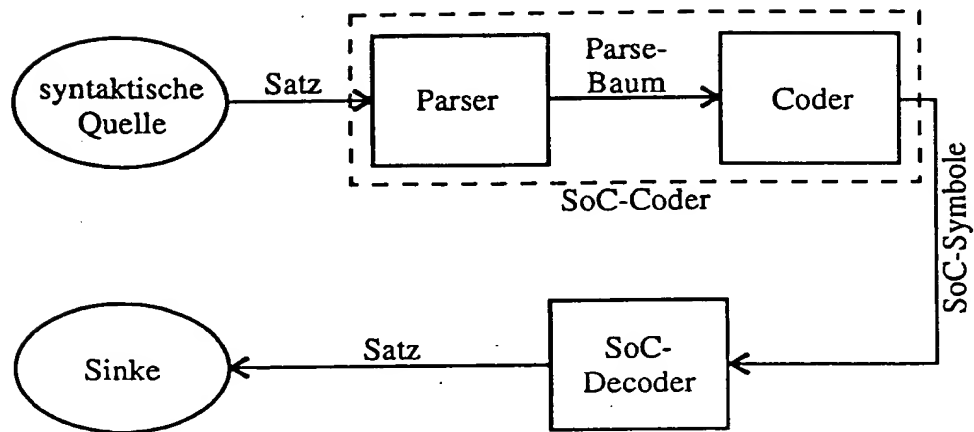 syntaktische
Quelle
Satz
Parser
Parse-
Baum
Coder
SoC-Coder
SoC-Symbole
SoC-
Decoder
Satz
Sinke